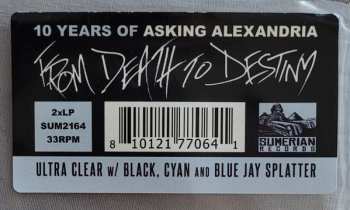 10 YEARS OF ASKING ALEXANDRIA
FROM DEATH TO DESTINY
2xLP
SUM2164
33RPM
8 10121 77064 1
SUMERIAN
RECORDS
ULTRA CLEAR W/ BLACK, CYAN AND BLUE JAY SPLATTER